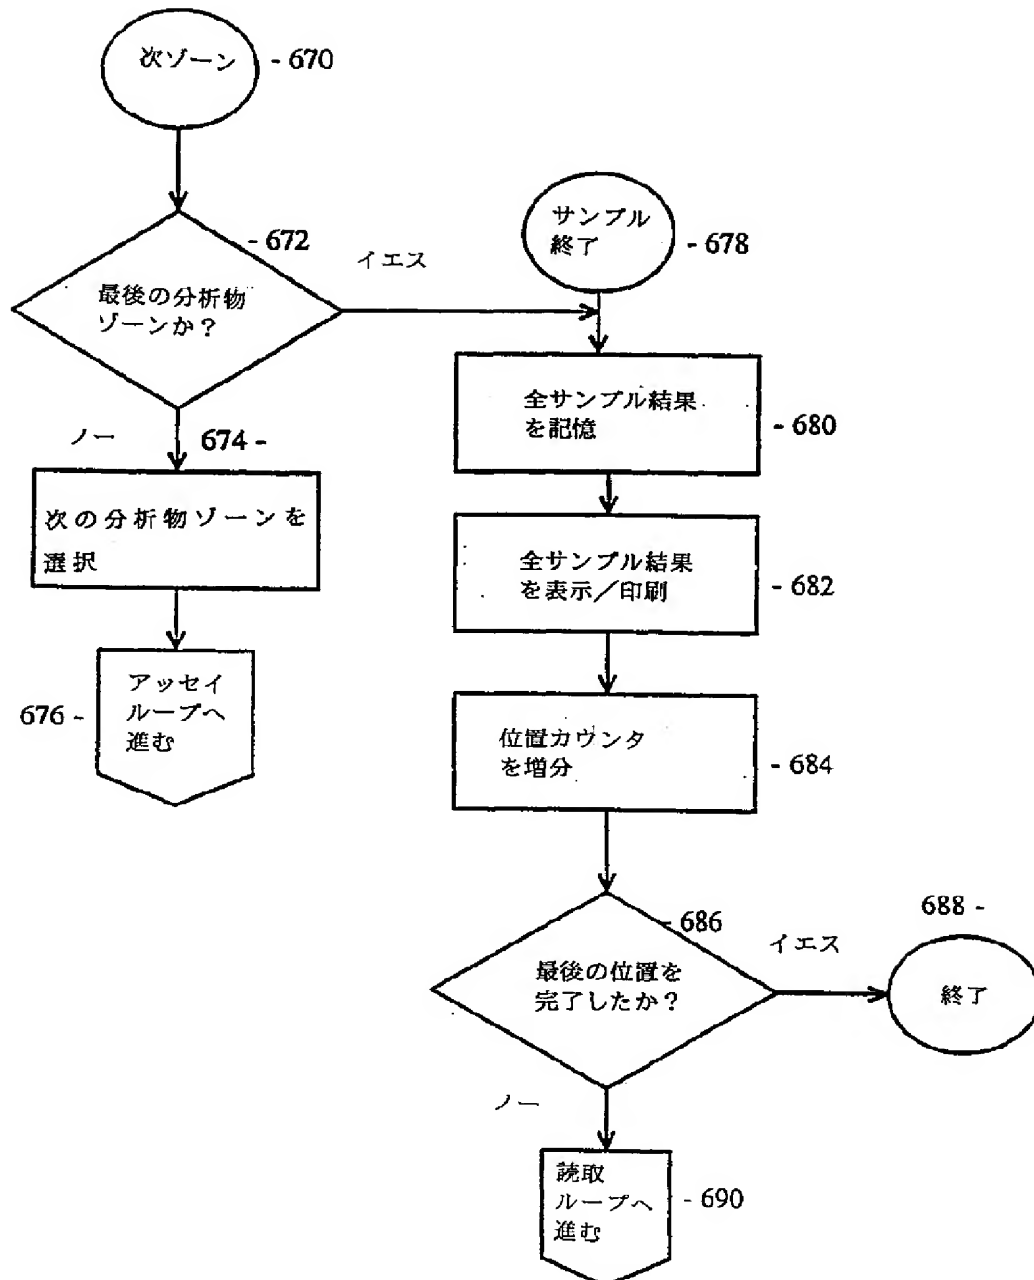 次ゾーン
- 670
- 672
最後の分析物
ゾーンか？
イエス
サンプル
終了
- 678
ノー
674 -
次の分析物ゾーンを
選択
全サンプル結果
を記憶
- 680
全サンプル結果
を表示／印刷
- 682
676 -
アッセイ
ループへ
進む
位置カウンタ
を増分
- 684
- 686
最後の位置を
完了したか？
イエス
688 -
終了
ノー
読取
ループへ
進む
- 690